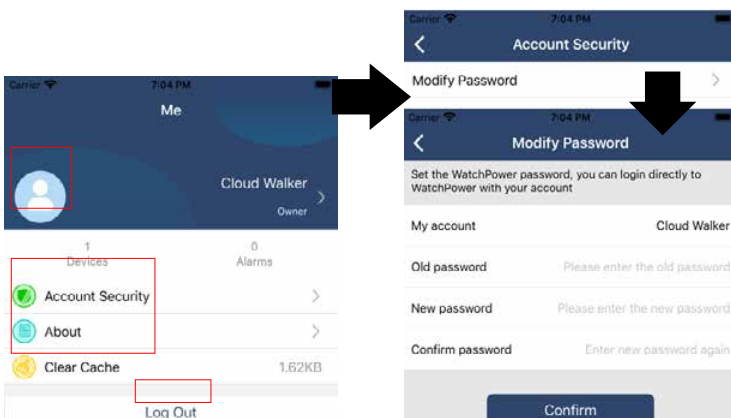 Carrier 7:04 PM
Me
Cloud Walker
Owner
1
Devices
0
Alarms
Account Security
About
Clear Cache 1.62KB
Log Out
Carrier 7:04 PM
Account Security
Modify Password
Carrier 7:04 PM
Modify Password
Set the WatchPower password, you can login directly to
WatchPower with your account
My account Cloud Walker
Old password Please enter the old password
New password Please enter the new password
Confirm password Enter new password again
Confirm